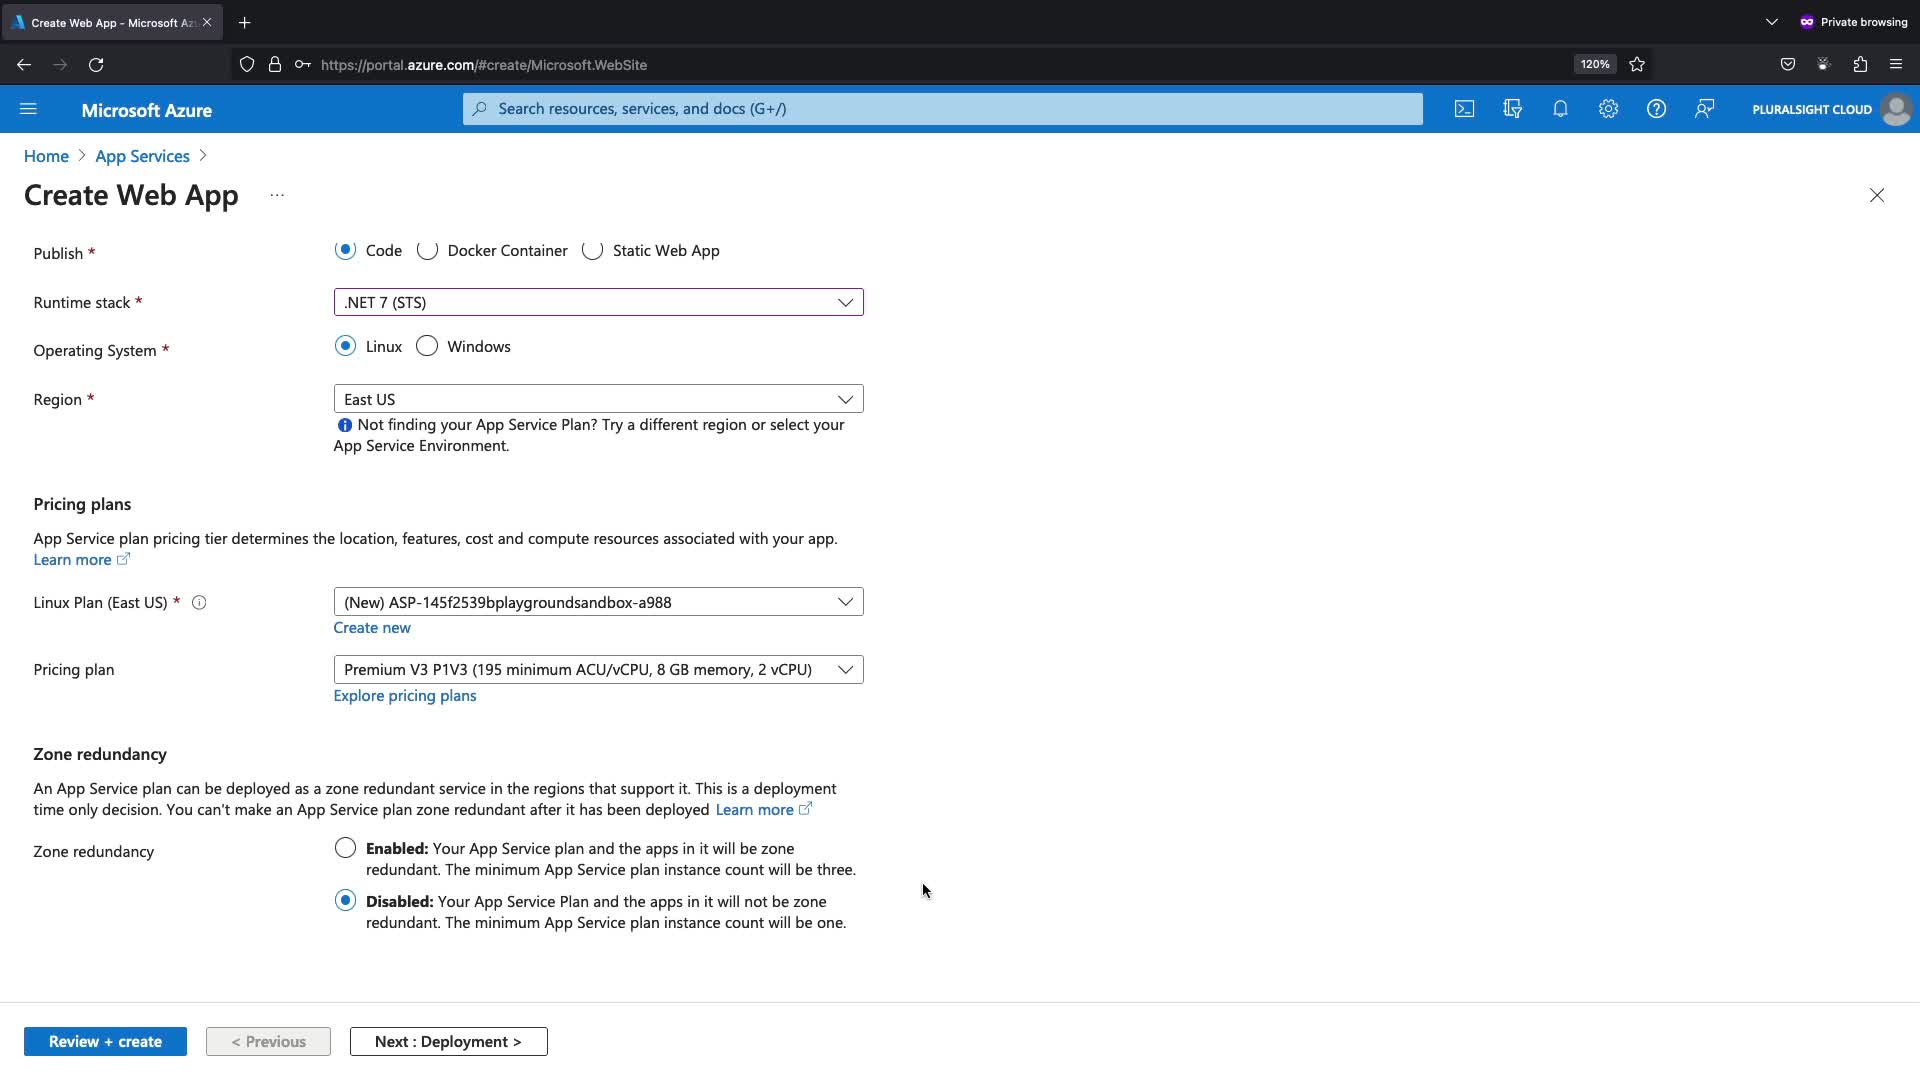 Create Web App - Microsoft Az
Private browsing
https://portal.azure.com/#create/Microsoft.WebSite
120%
Microsoft Azure
Search resources, services, and docs (G+/)
PLURALSIGHT CLOUD
Home > App Services >
Create Web App ...
Publish *
Code
Docker Container
Static Web App
Runtime stack *
.NET 7 (STS)
Operating System *
Linux
Windows
Region *
East US
Not finding your App Service Plan? Try a different region or select your
App Service Environment.
Pricing plans
App Service plan pricing tier determines the location, features, cost and compute resources associated with your app.
Learn more
Linux Plan (East US) *
(New) ASP-145f2539bplaygroundsandbox-a988
Create new
Pricing plan
Premium V3 P1V3 (195 minimum ACU/vCPU, 8 GB memory, 2 vCPU)
Explore pricing plans
Zone redundancy
An App Service plan can be deployed as a zone redundant service in the regions that support it. This is a deployment
time only decision. You can't make an App Service plan zone redundant after it has been deployed Learn more
Zone redundancy
Enabled: Your App Service plan and the apps in it will be zone
redundant. The minimum App Service plan instance count will be three.
Disabled: Your App Service Plan and the apps in it will not be zone
redundant. The minimum App Service plan instance count will be one.
Review + create
< Previous
Next : Deployment >